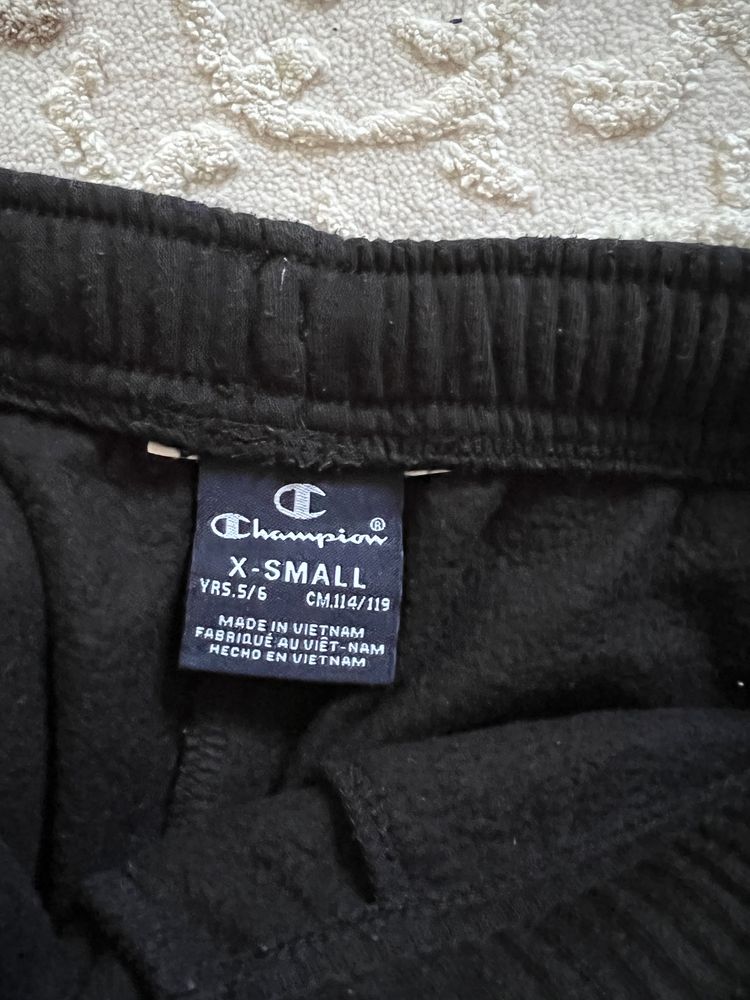 Champion®
X-SMALL
YRS.5/6 CM.114/119
MADE IN VIETNAM
FABRIQUÉ AU VIÊT-NAM
HECHO EN VIETNAM